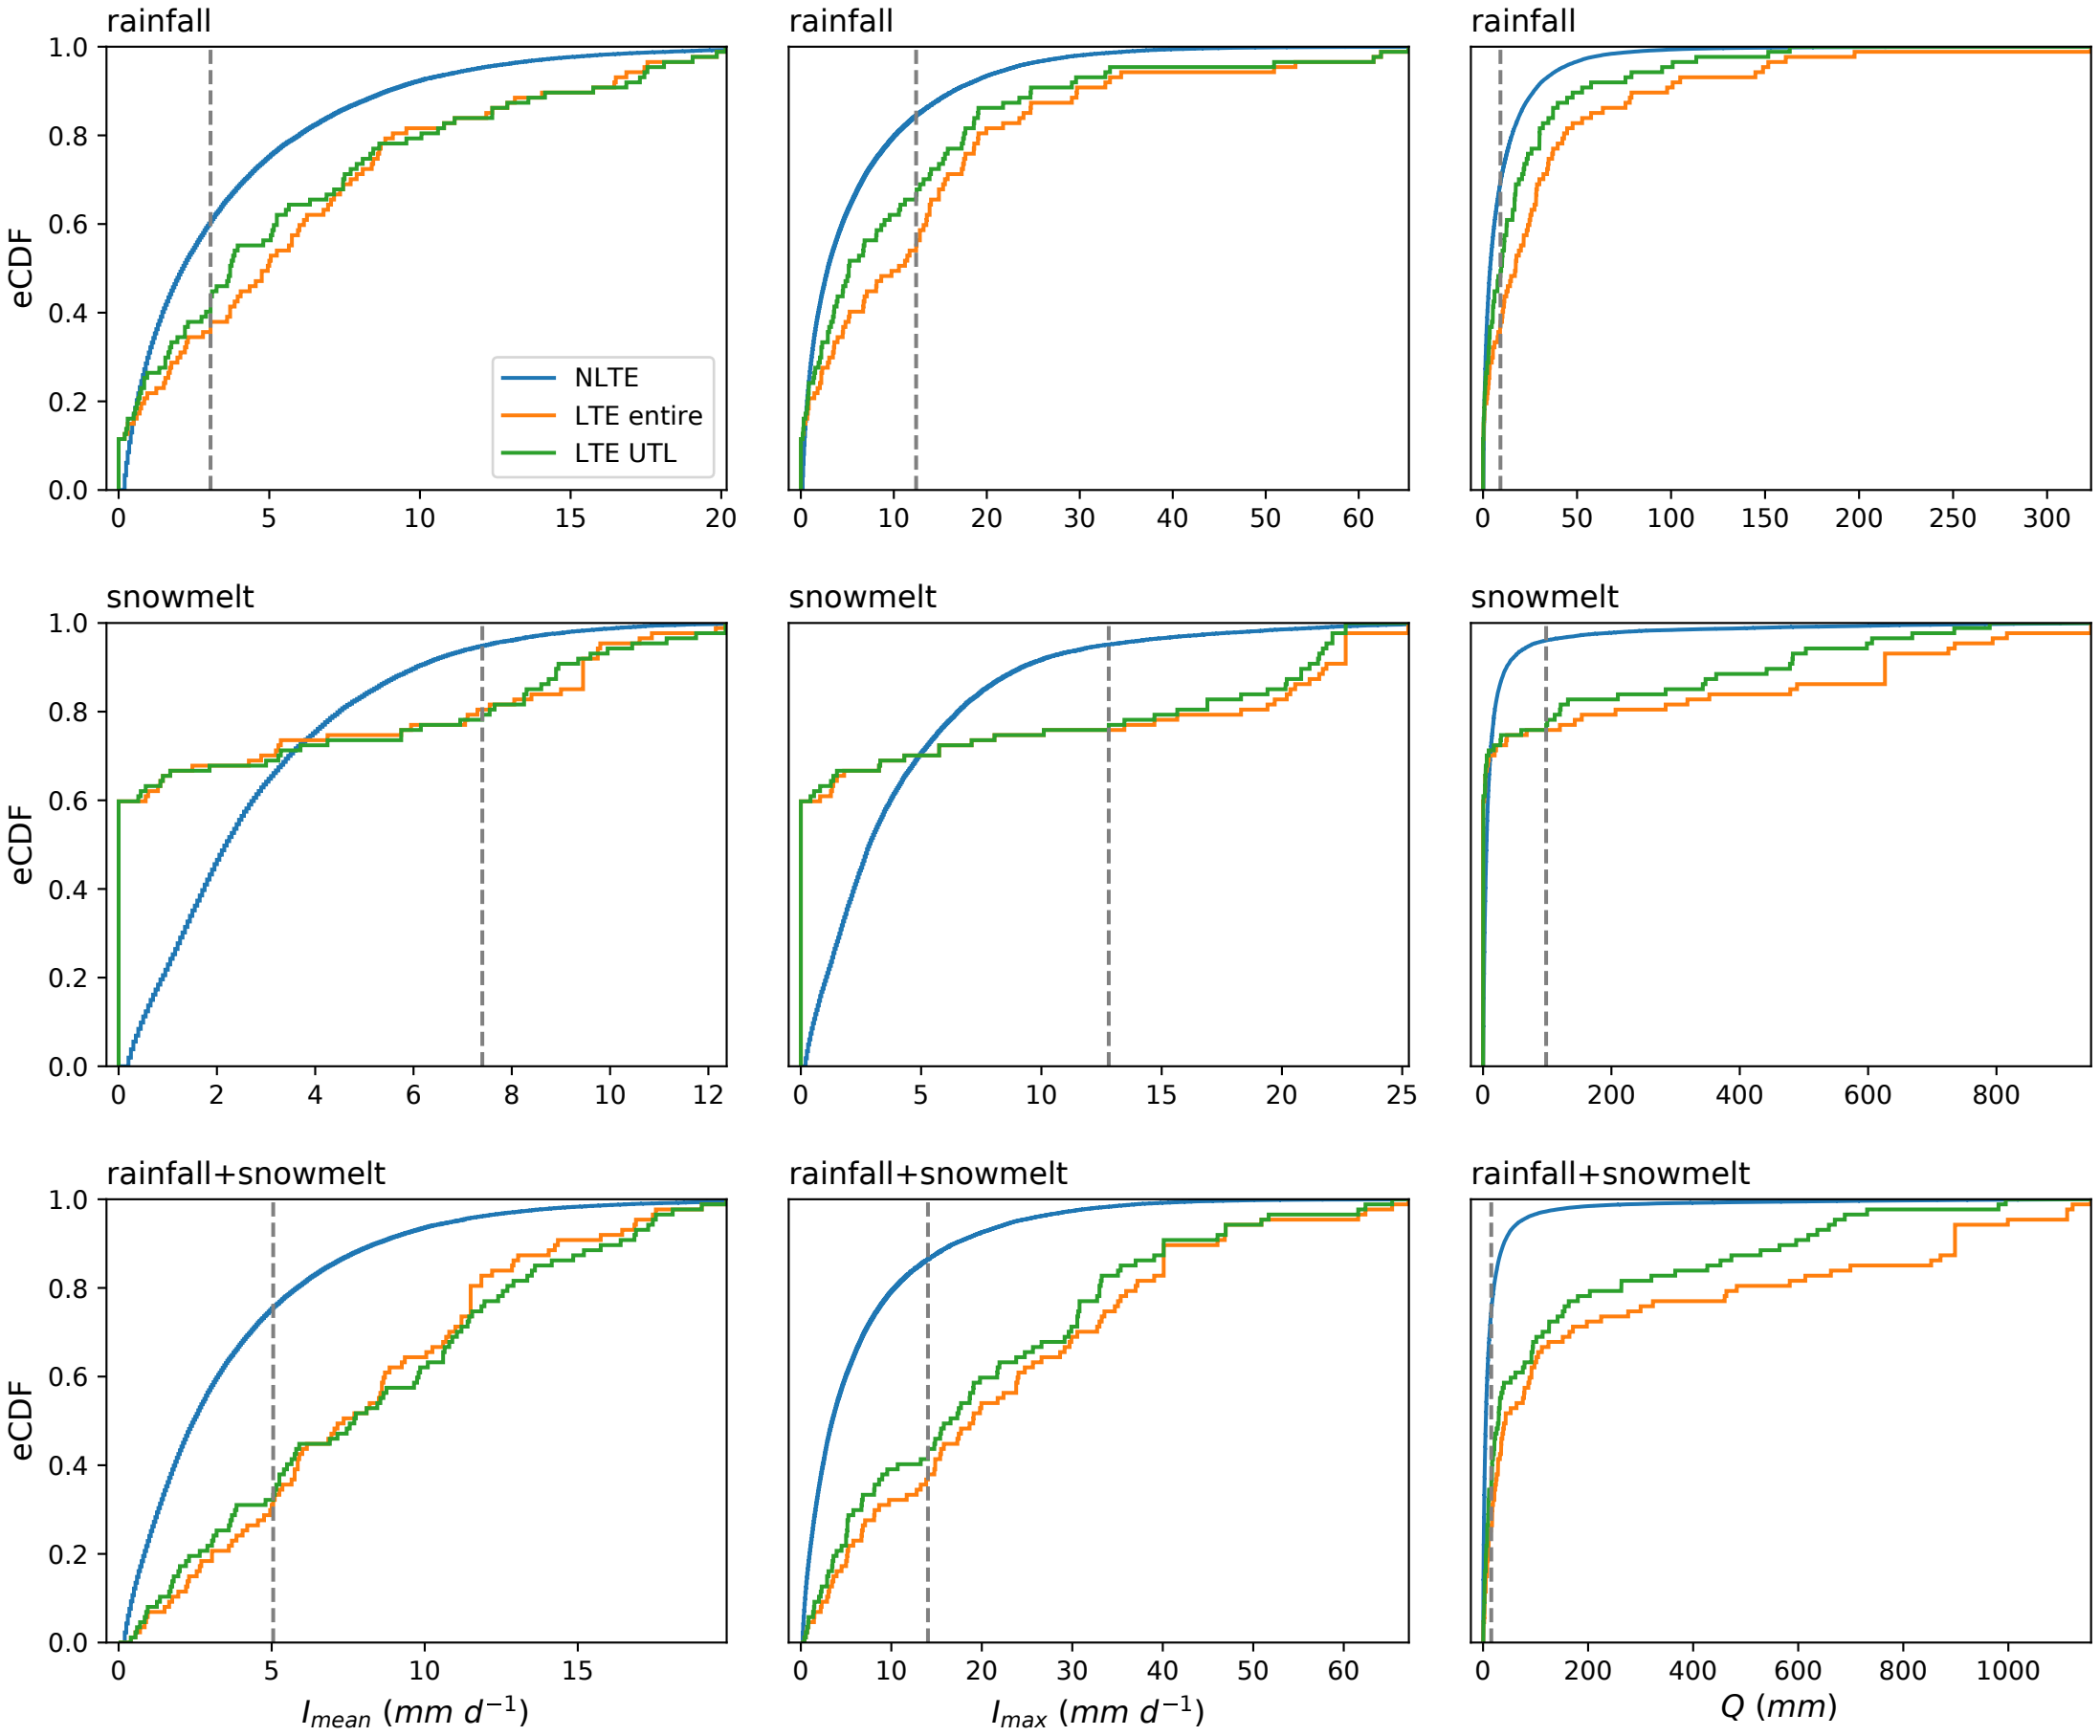 rainfall rainfall rainfall
1.0
0.8
0.6
0.4
0.2
0.0
eCDF
NLTE
LTE entire
LTE UTL
0 5 10 15 20
0 10 20 30 40 50 60
0 50 100 150 200 250 300
snowmelt snowmelt snowmelt
1.0
0.8
0.6
0.4
0.2
0.0
eCDF
0 2 4 6 8 10 12
0 5 10 15 20 25
0 200 400 600 800
rainfall+snowmelt rainfall+snowmelt rainfall+snowmelt
1.0
0.8
0.6
0.4
0.2
0.0
eCDF
0 5 10 15
0 10 20 30 40 50 60
0 200 400 600 800 1000
I_mean (mm d⁻¹)
I_max (mm d⁻¹)
Q (mm)